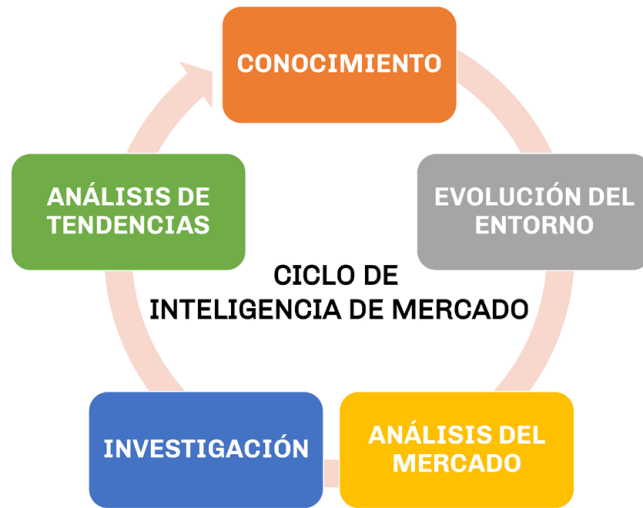 CONOCIMIENTO
EVOLUCIÓN DEL
ENTORNO
ANÁLISIS DEL
MERCADO
INVESTIGACIÓN
ANÁLISIS DE
TENDENCIAS
CICLO DE
INTELIGENCIA DE MERCADO